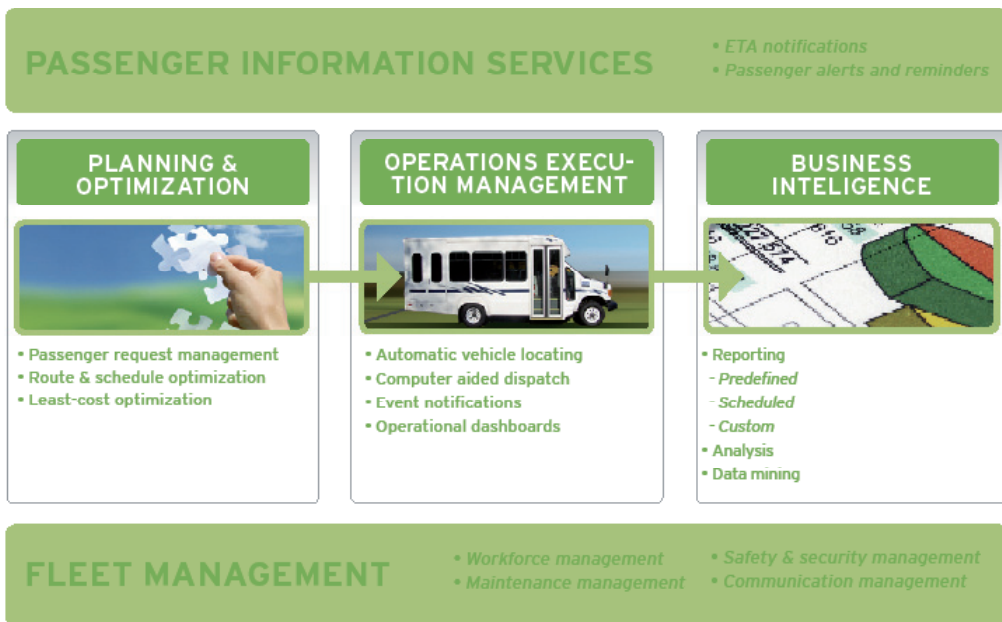 PASSENGER INFORMATION SERVICES
• ETA notifications
• Passenger alerts and reminders
PLANNING &
OPTIMIZATION
• Passenger request management
• Route & schedule optimization
• Least-cost optimization
OPERATIONS EXECU-
TION MANAGEMENT
• Automatic vehicle locating
• Computer aided dispatch
• Event notifications
• Operational dashboards
BUSINESS
INTELIGENCE
• Reporting
- Predefined
- Scheduled
- Custom
• Analysis
• Data mining
FLEET MANAGEMENT
• Workforce management
• Maintenance management
• Safety & security management
• Communication management